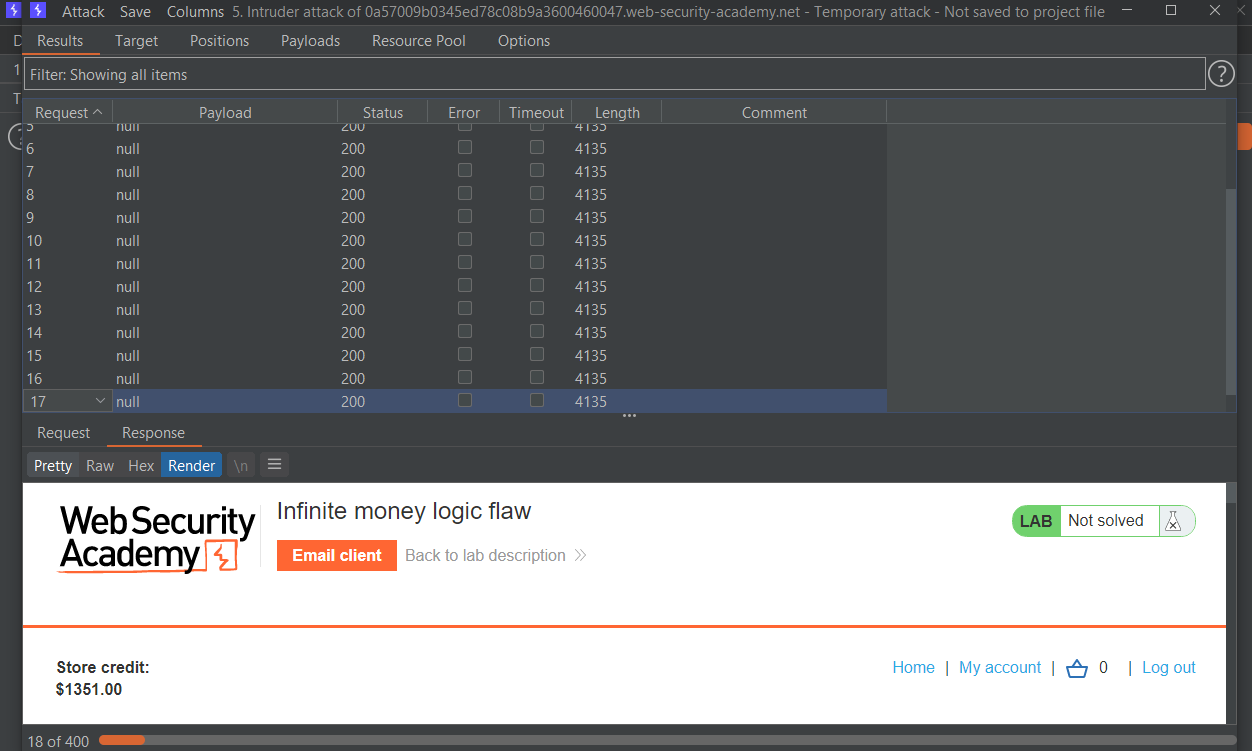 Attack Save Columns 5. Intruder attack of 0a57009b0345ed78c08b9a3600460047.web-security-academy.net - Temporary attack - Not saved to project file
Results Target Positions Payloads Resource Pool Options
Filter: Showing all items
?
Request Payload Status Error Timeout Length Comment
5 null 200 4135
6 null 200 4135
7 null 200 4135
8 null 200 4135
9 null 200 4135
10 null 200 4135
11 null 200 4135
12 null 200 4135
13 null 200 4135
14 null 200 4135
15 null 200 4135
16 null 200 4135
17 null 200 4135
Request Response
Pretty Raw Hex Render \n
Web Security
Academy
Infinite money logic flaw
LAB Not solved
Email client Back to lab description
Store credit:
$1351.00
Home | My account | 0 | Log out
18 of 400